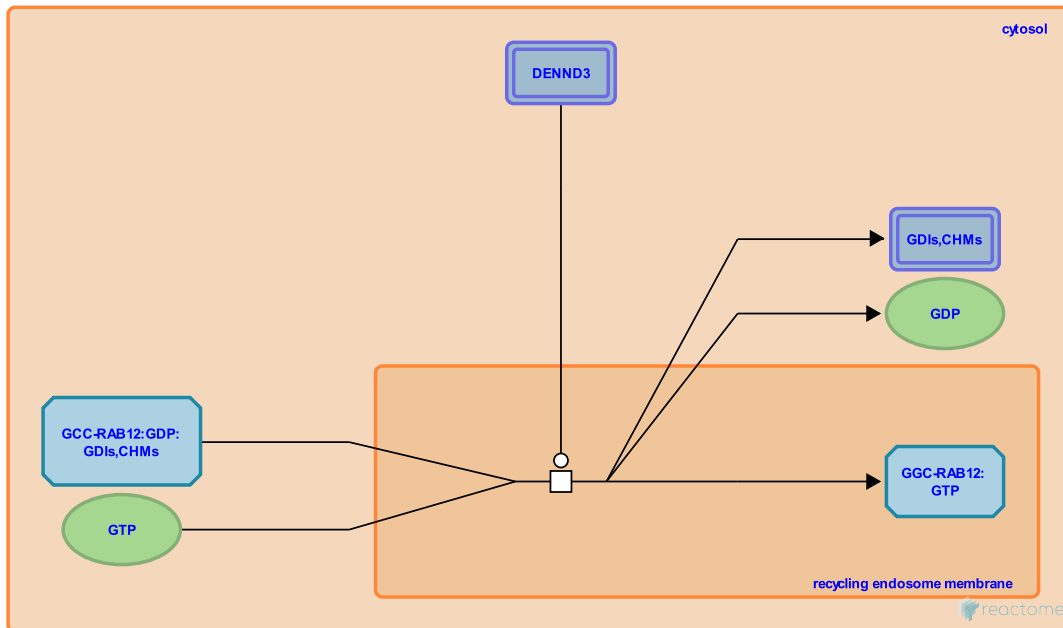 cytosol
DENND3
GDIs,CHMs
GDP
GCC-RAB12:GDP:
GDIs,CHMs
GTP
GGC-RAB12:
GTP
recycling endosome membrane
reactome